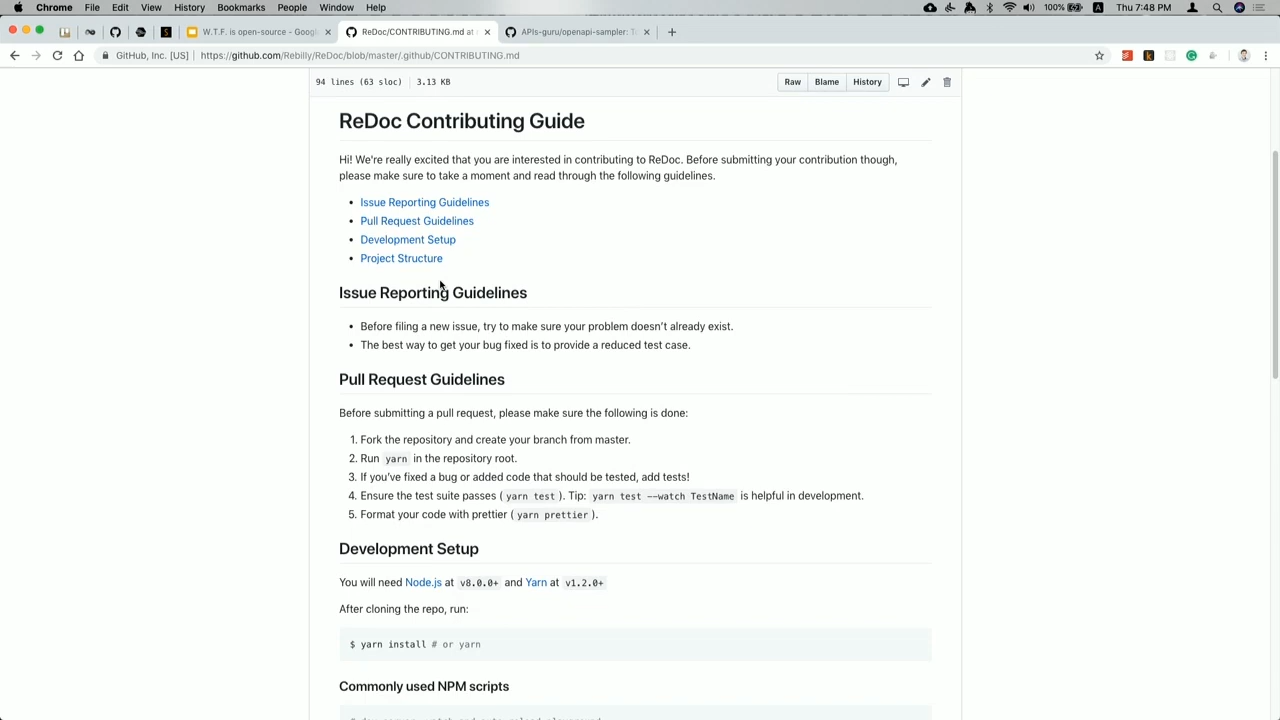 Chrome File Edit View History Bookmarks People Window Help
100% Thu 7:48 PM
W.T.F. is open-source - Googl
ReDoc/CONTRIBUTING.md at
APIs-guru/openapi-sampler: T
GitHub, Inc. [US] https://github.com/Rebilly/ReDoc/blob/master/.github/CONTRIBUTING.md
94 lines (63 sloc) 3.13 KB
Raw Blame History
ReDoc Contributing Guide
Hi! We're really excited that you are interested in contributing to ReDoc. Before submitting your contribution though,
please make sure to take a moment and read through the following guidelines.
• Issue Reporting Guidelines
• Pull Request Guidelines
• Development Setup
• Project Structure
Issue Reporting Guidelines
• Before filing a new issue, try to make sure your problem doesn’t already exist.
• The best way to get your bug fixed is to provide a reduced test case.
Pull Request Guidelines
Before submitting a pull request, please make sure the following is done:
1. Fork the repository and create your branch from master.
2. Run yarn in the repository root.
3. If you’ve fixed a bug or added code that should be tested, add tests!
4. Ensure the test suite passes ( yarn test ). Tip: yarn test --watch TestName is helpful in development.
5. Format your code with prettier ( yarn prettier ).
Development Setup
You will need Node.js at v8.0.0+ and Yarn at v1.2.0+
After cloning the repo, run:
$ yarn install # or yarn
Commonly used NPM scripts